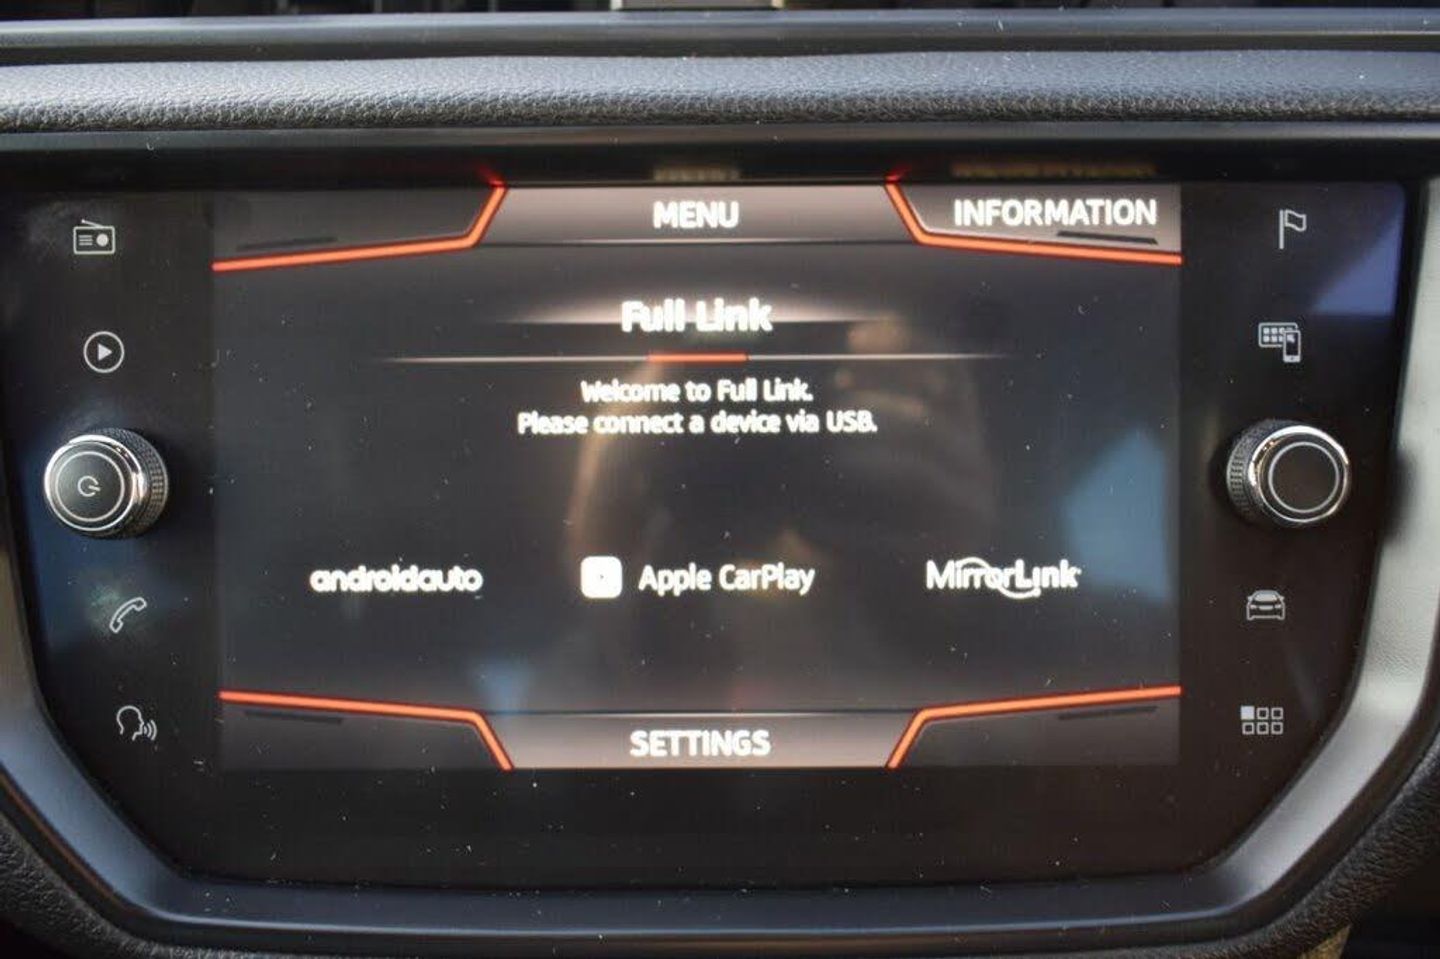 MENU
INFORMATION
Full Link
Welcome to Full Link.
Please connect a device via USB.
androidauto
Apple CarPlay
MirrorLink
SETTINGS